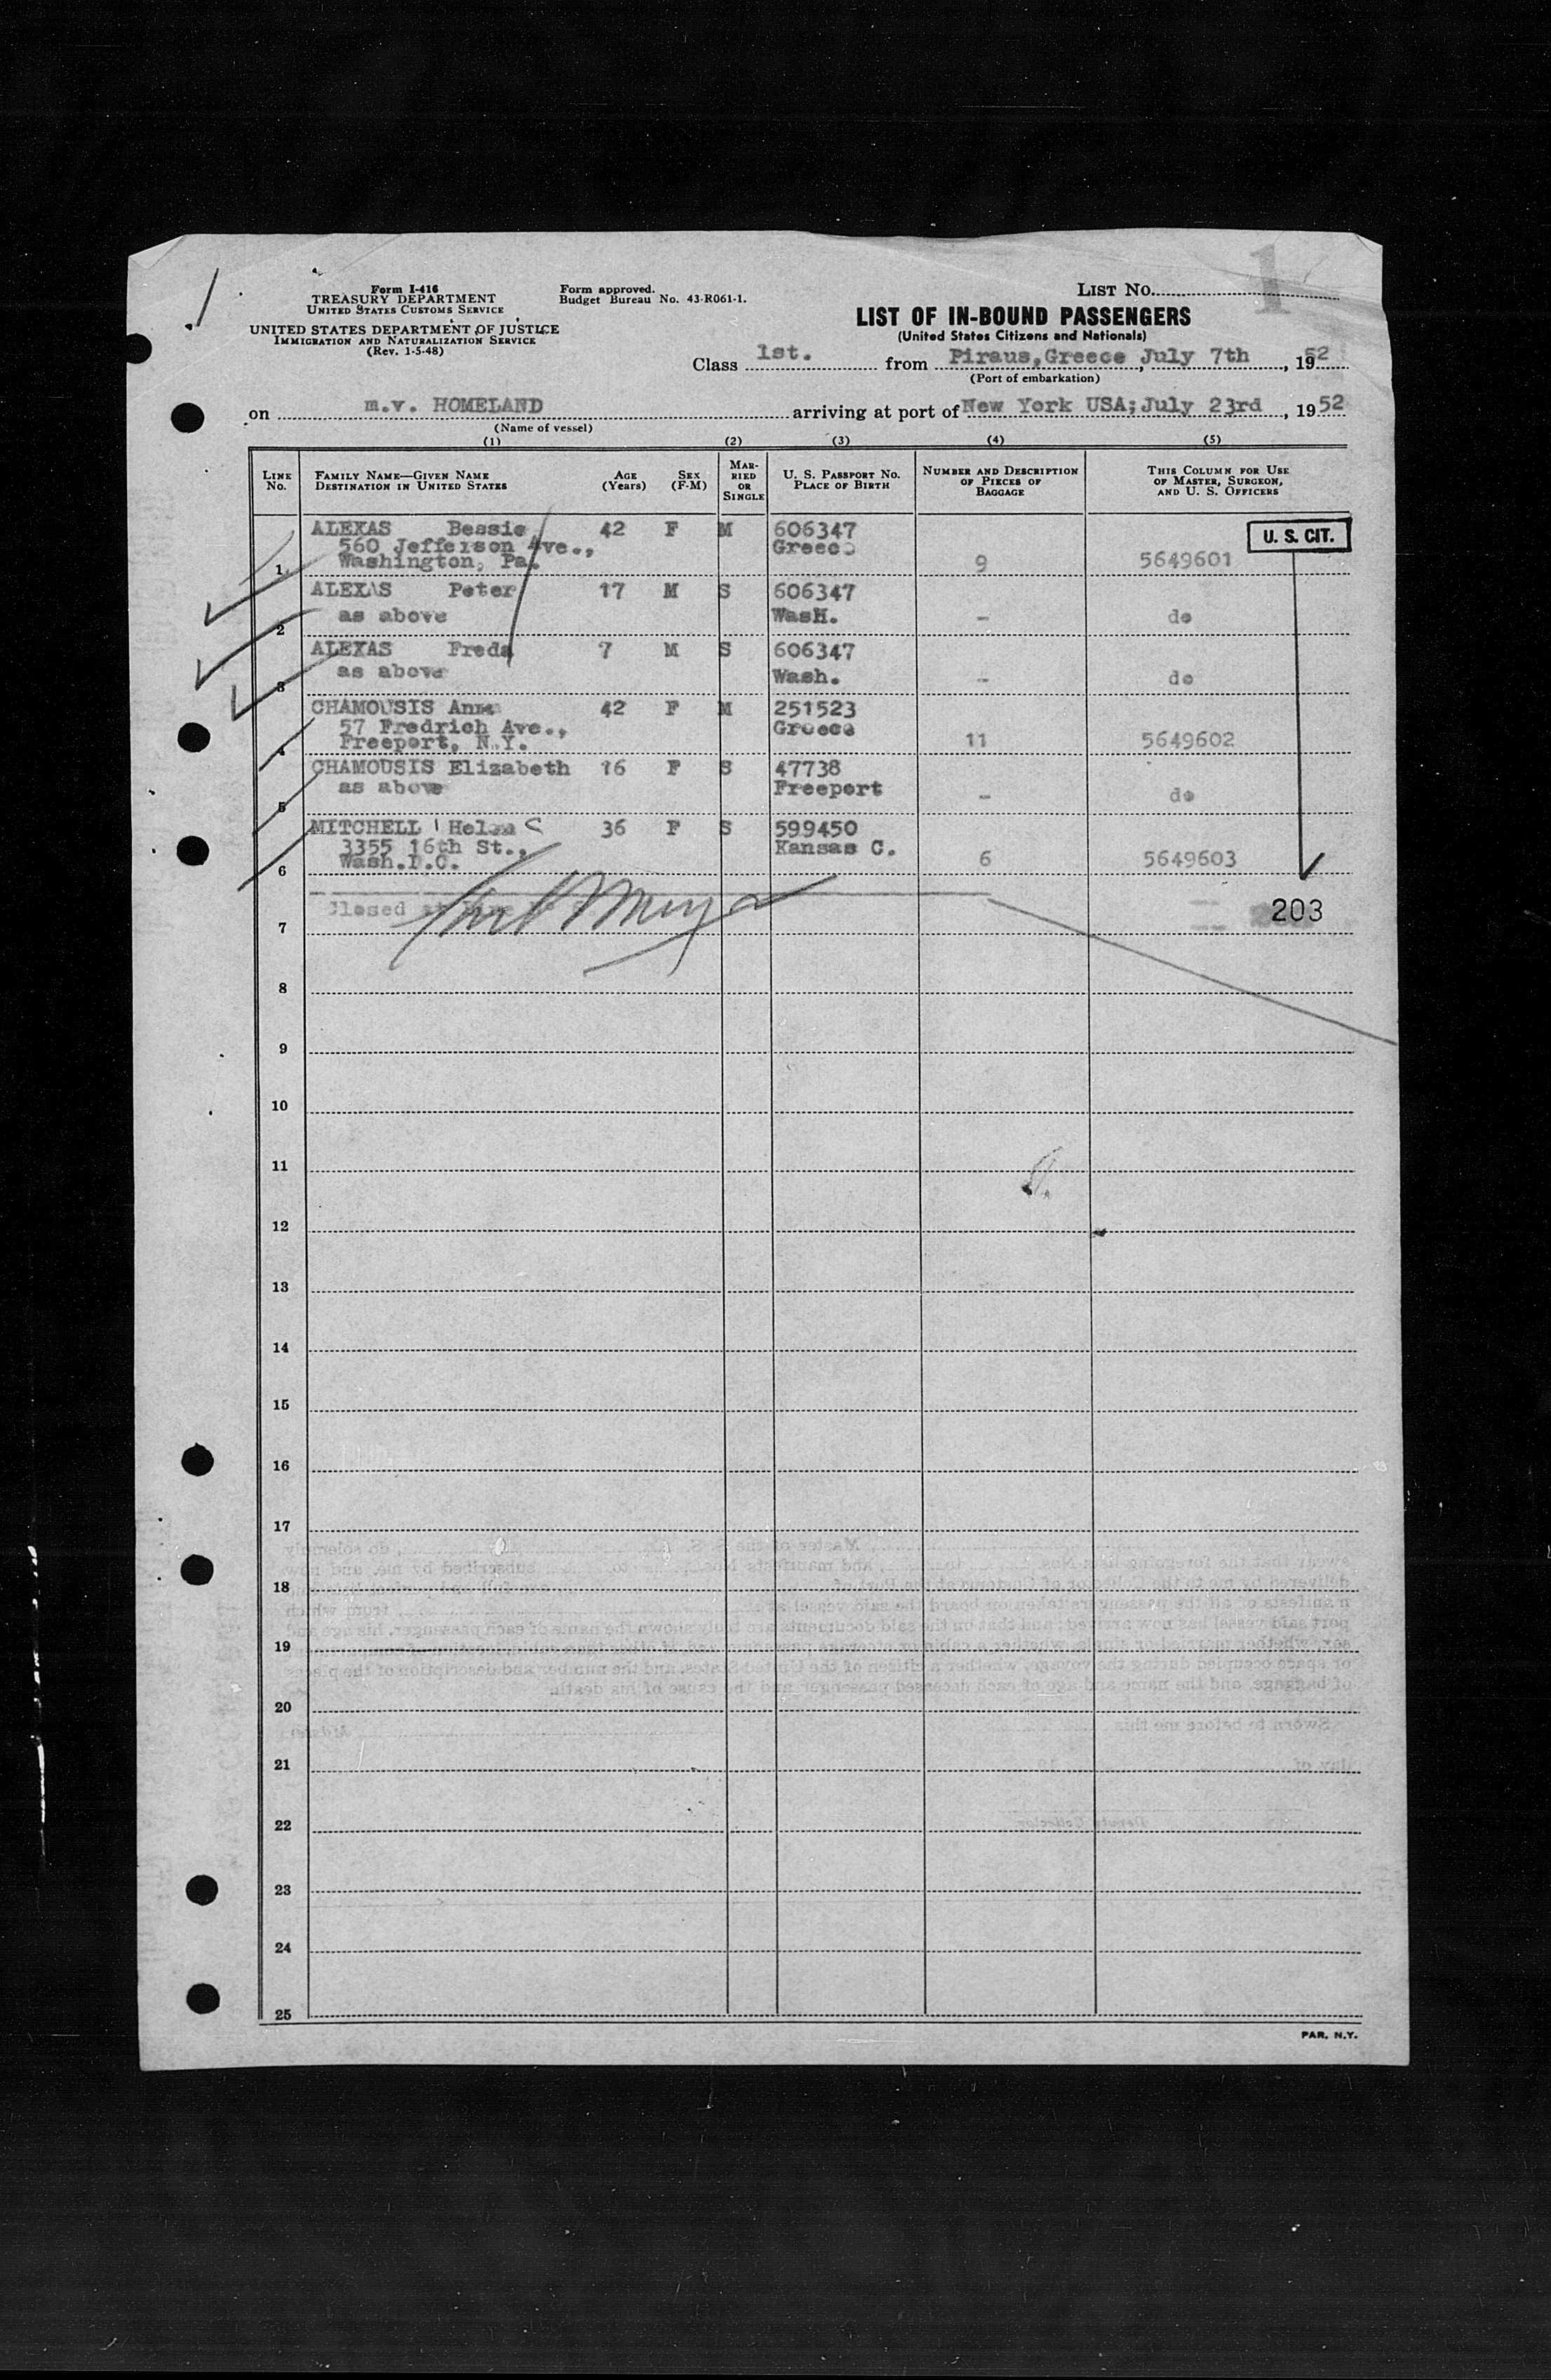 1
Form I-416
TREASURY DEPARTMENT
UNITED STATES CUSTOMS SERVICE
UNITED STATES DEPARTMENT OF JUSTICE
IMMIGRATION AND NATURALIZATION SERVICE
(Rev. 1-5-48)
Form approved.
Budget Bureau No. 43-R061-1.
LIST NO.
LIST OF IN-BOUND PASSENGERS
(United States Citizens and Nationals)
Class 1st. from Piraus, Greece, July 7th, 1952
(Port of embarkation)
on m.v. HOMELAND arriving at port of New York USA; July 23rd, 1952
(Name of vessel)
(1) (2) (3) (4) (5)
LINE No. FAMILY NAME—GIVEN NAME DESTINATION IN UNITED STATES AGE (Years) SEX (F-M) MARRIED OR SINGLE U. S. PASSPORT NO. PLACE OF BIRTH NUMBER AND DESCRIPTION OF PIECES OF BAGGAGE THIS COLUMN FOR USE OF MASTER, SURGEON, AND U. S. OFFICERS
ALEXAS Bessie 42 F M 606347 U. S. CIT.
560 Jefferson Ave., Greece
1 Washington, Pa. 9 5649601
ALEXAS Peter 17 M S 606347
2 as above WasH. – do
ALEXAS Freda 7 M S 606347
3 as above Wash. – do
CHAMOUSIS Anna 42 F M 251523
57 Fredrich Ave., Greece
4 Freeport, N.Y. 11 5649602
CHAMOUSIS Elizabeth 16 F S 47738
5 as above Freeport – do
MITCHELL Helen C 36 F S 599450
3355 16th St., Kansas C.
6 Wash.D.C. 6 5649603
7 Closed 203
8
9
10
11
12
13
14
15
16
17
18
19
20
21
22
23
24
25
PAR. N.Y.